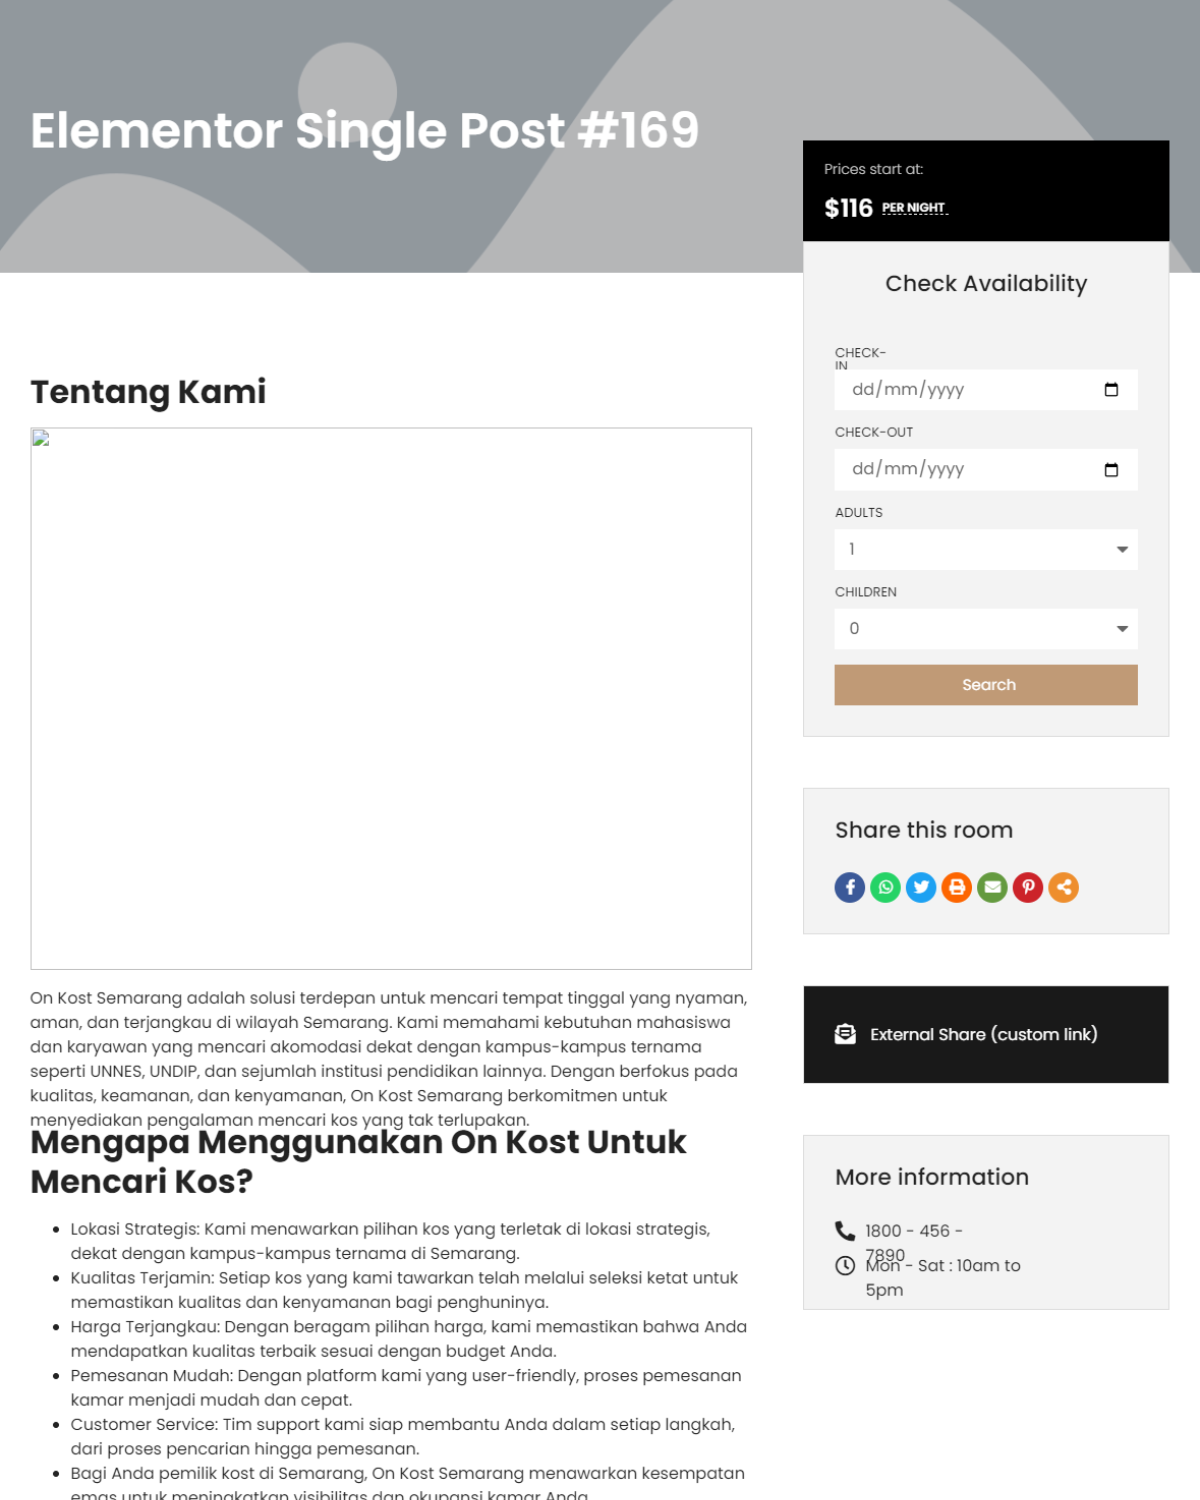 Elementor Single Post #169
Prices start at:
$116 PER NIGHT
Check Availability
CHECK-
IN
dd/mm/yyyy
CHECK-OUT
dd/mm/yyyy
ADULTS
1
CHILDREN
0
Search
Share this room
External Share (custom link)
More information
1800 - 456 -
7890
Mon - Sat : 10am to
5pm
Tentang Kami
On Kost Semarang adalah solusi terdepan untuk mencari tempat tinggal yang nyaman,
aman, dan terjangkau di wilayah Semarang. Kami memahami kebutuhan mahasiswa
dan karyawan yang mencari akomodasi dekat dengan kampus-kampus ternama
seperti UNNES, UNDIP, dan sejumlah institusi pendidikan lainnya. Dengan berfokus pada
kualitas, keamanan, dan kenyamanan, On Kost Semarang berkomitmen untuk
menyediakan pengalaman mencari kos yang tak terlupakan.
Mengapa Menggunakan On Kost Untuk
Mencari Kos?
Lokasi Strategis: Kami menawarkan pilihan kos yang terletak di lokasi strategis,
dekat dengan kampus-kampus ternama di Semarang.
Kualitas Terjamin: Setiap kos yang kami tawarkan telah melalui seleksi ketat untuk
memastikan kualitas dan kenyamanan bagi penghuninya.
Harga Terjangkau: Dengan beragam pilihan harga, kami memastikan bahwa Anda
mendapatkan kualitas terbaik sesuai dengan budget Anda.
Pemesanan Mudah: Dengan platform kami yang user-friendly, proses pemesanan
kamar menjadi mudah dan cepat.
Customer Service: Tim support kami siap membantu Anda dalam setiap langkah,
dari proses pencarian hingga pemesanan.
Bagi Anda pemilik kost di Semarang, On Kost Semarang menawarkan kesempatan
emas untuk meningkatkan visibilitas dan okupansi kamar Anda.